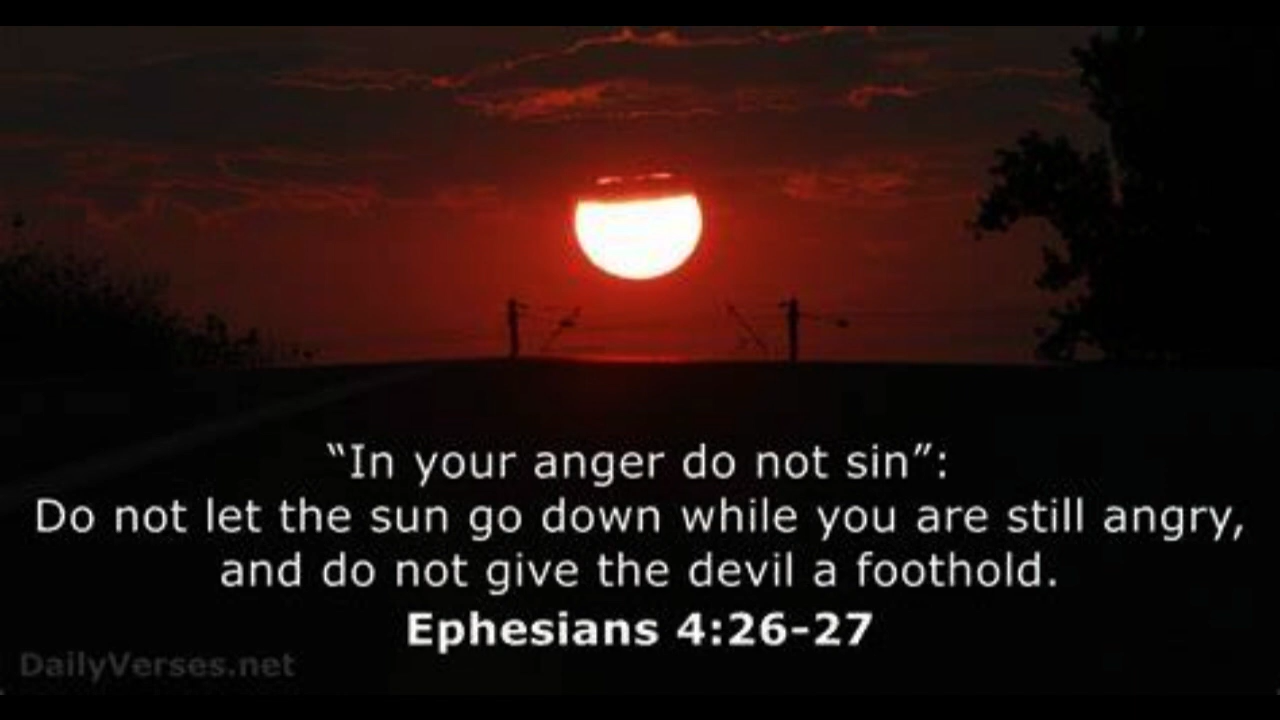 “In your anger do not sin”:
Do not let the sun go down while you are still angry,
and do not give the devil a foothold.
Ephesians 4:26-27
DailyVerses.net